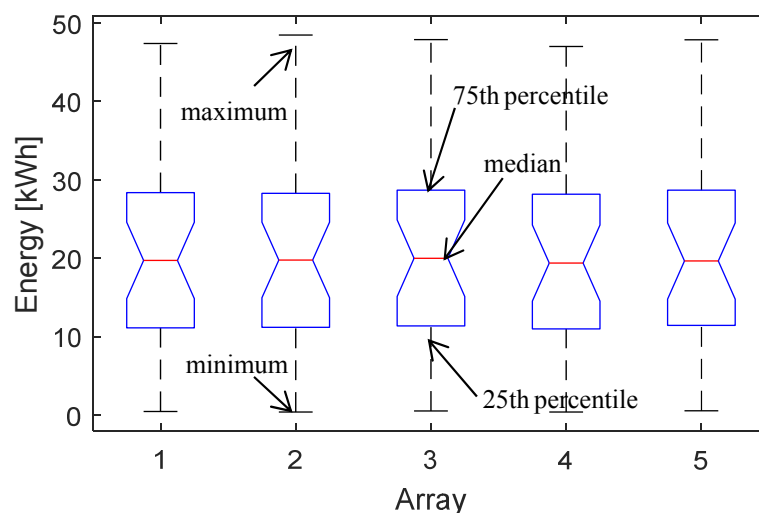 50
40
30
20
10
0
Energy [kWh]
maximum
75th percentile
median
minimum
25th percentile
1 2 3 4 5
Array